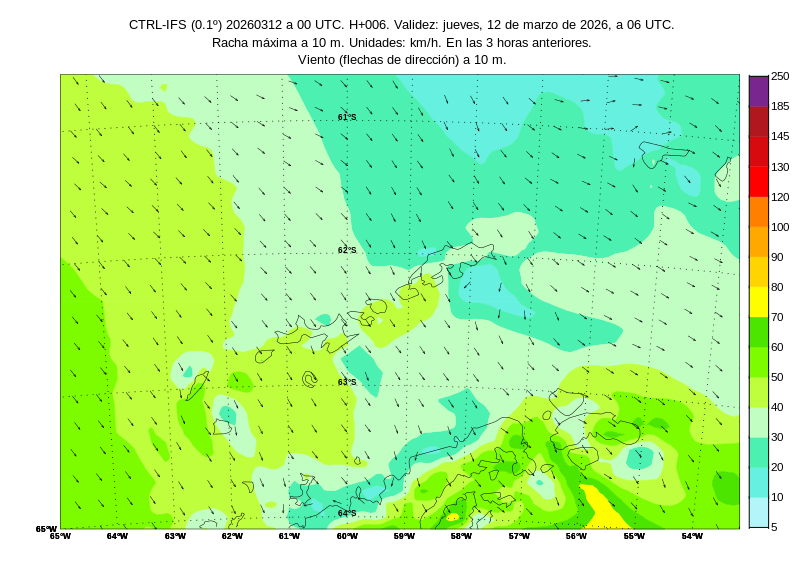 CTRL-IFS (0.1º) 20260312 a 00 UTC. H+006. Validez: jueves, 12 de marzo de 2026, a 06 UTC.
Racha máxima a 10 m. Unidades: km/h. En las 3 horas anteriores.
Viento (flechas de dirección) a 10 m.
61°S
62°S
63°S
64°S
65°W
65°W
64°W
63°W
62°W
61°W
60°W
59°W
58°W
57°W
56°W
55°W
54°W
250
185
145
130
120
100
90
80
70
60
50
40
30
20
10
5